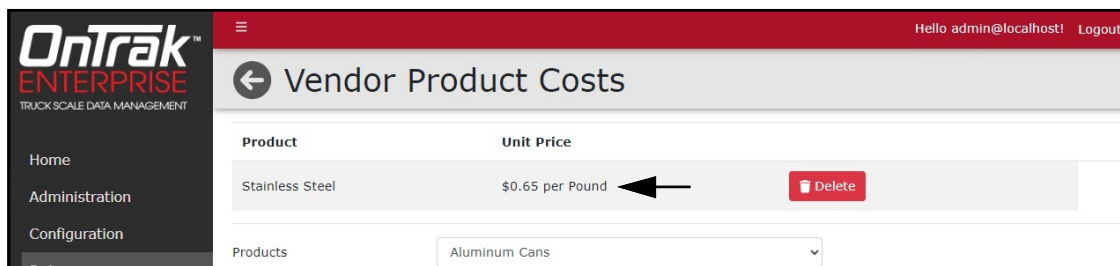 OnTrak™
ENTERPRISE
TRUCK SCALE DATA MANAGEMENT
Hello admin@localhost! Logout
Vendor Product Costs
Product Unit Price
Home
Stainless Steel $0.65 per Pound Delete
Administration
Configuration
Products Aluminum Cans